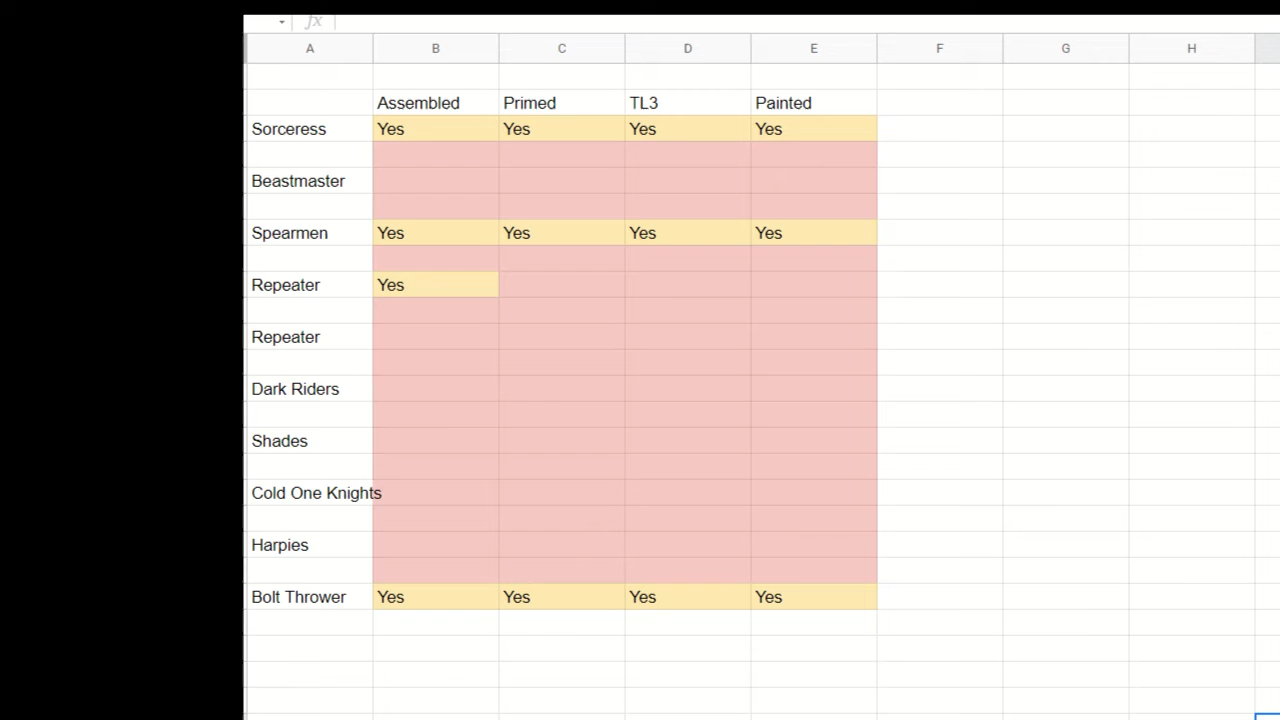 fx
A B C D E F G H
Assembled Primed TL3 Painted
Sorceress Yes Yes Yes Yes
Beastmaster
Spearmen Yes Yes Yes Yes
Repeater Yes
Repeater
Dark Riders
Shades
Cold One Knights
Harpies
Bolt Thrower Yes Yes Yes Yes